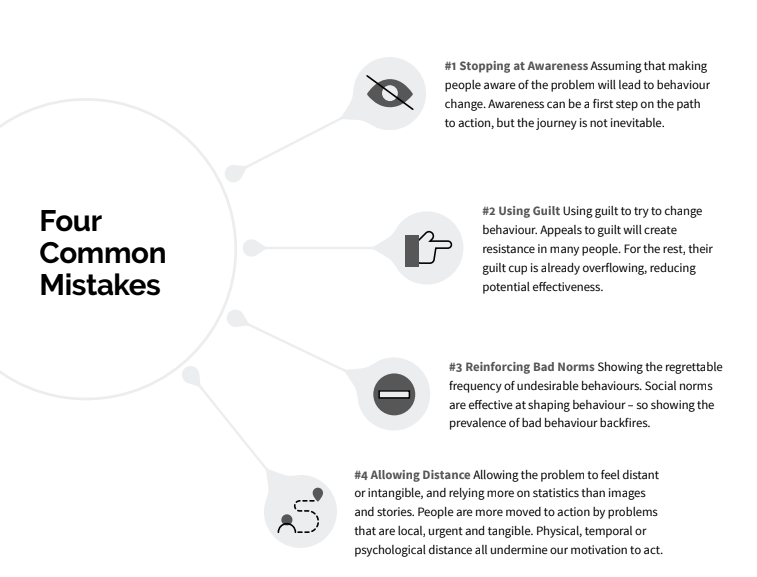 Four
Common
Mistakes
#1 Stopping at Awareness Assuming that making
people aware of the problem will lead to behaviour
change. Awareness can be a first step on the path
to action, but the journey is not inevitable.
#2 Using Guilt Using guilt to try to change
behaviour. Appeals to guilt will create
resistance in many people. For the rest, their
guilt cup is already overflowing, reducing
potential effectiveness.
#3 Reinforcing Bad Norms Showing the regrettable
frequency of undesirable behaviours. Social norms
are effective at shaping behaviour – so showing the
prevalence of bad behaviour backfires.
#4 Allowing Distance Allowing the problem to feel distant
or intangible, and relying more on statistics than images
and stories. People are more moved to action by problems
that are local, urgent and tangible. Physical, temporal or
psychological distance all undermine our motivation to act.